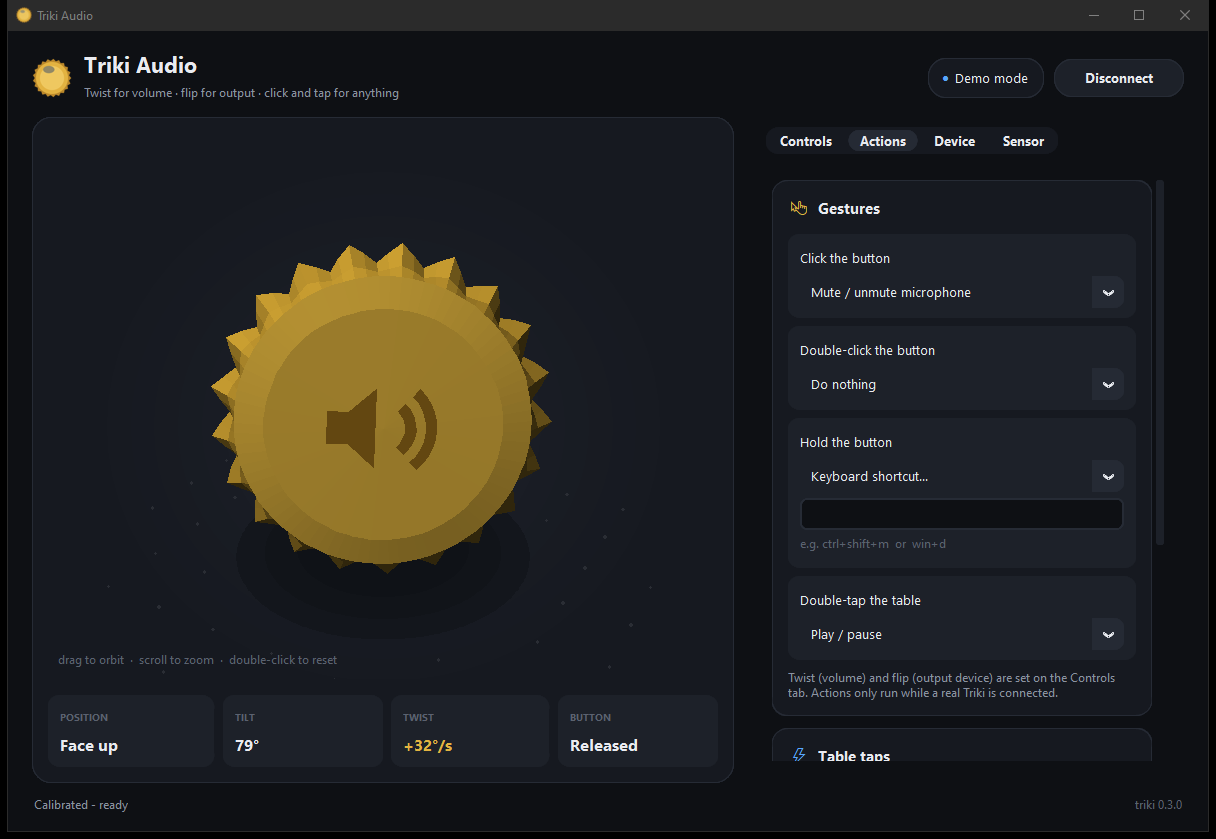 Triki Audio
Triki Audio
Twist for volume · flip for output · click and tap for anything
Demo mode
Disconnect
Controls
Actions
Device
Sensor
Gestures
Click the button
Mute / unmute microphone
Double-click the button
Do nothing
Hold the button
Keyboard shortcut...
e.g. ctrl+shift+m or win+d
Double-tap the table
Play / pause
Twist (volume) and flip (output device) are set on the Controls
tab. Actions only run while a real Triki is connected.
Table taps
drag to orbit · scroll to zoom · double-click to reset
POSITION
Face up
TILT
79°
TWIST
+32°/s
BUTTON
Released
Calibrated - ready
triki 0.3.0